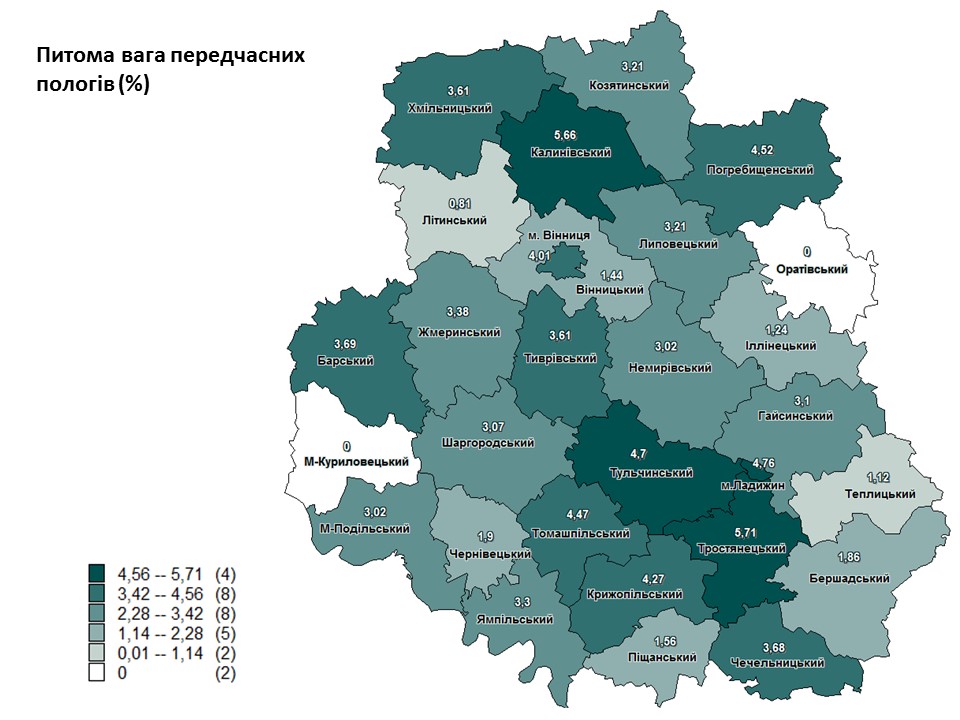 Питома вага передчасних
пологів (%)
3,21
Козятинський
3,61
Хмільницький
5,66
Калинівський
4,52
Погребищенський
0,81
Літинський
3,21
Липовецький
м. Вінниця
4,01
0
Оратівський
1,44
Вінницький
3,38
Жмеринський
1,24
Іллінецький
3,61
Тиврівський
3,69
Барський
3,02
Немирівський
3,1
Гайсинський
3,07
Шаргородський
0
М-Куриловецький
4,7
Тульчинський
4,76
м.Ладижин
1,12
Теплицький
3,02
М-Подільський
4,47
Томашпільський
1,9
Чернівецький
5,71
Тростянецький
1,86
Бершадський
4,27
Крижопільський
3,3
Ямпільський
1,56
Піщанський
3,68
Чечельницький
4,56 -- 5,71 (4)
3,42 -- 4,56 (8)
2,28 -- 3,42 (8)
1,14 -- 2,28 (5)
0,01 -- 1,14 (2)
0 (2)